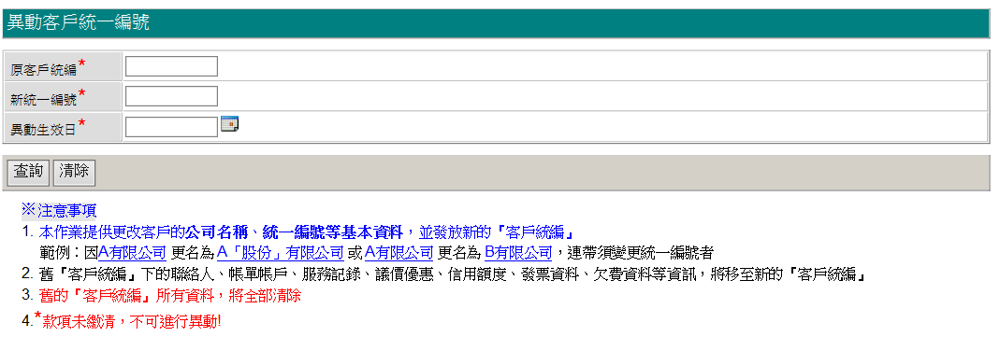 異動客戶統一編號
原客戶統編*
新統一編號*
異動生效日*
查詢 清除
※注意事項
1. 本作業提供更改客戶的公司名稱、統一編號等基本資料，並發放新的『客戶統編』
範例：因A有限公司 更名為 A「股份」有限公司 或 A有限公司 更名為 B有限公司，連帶須變更統一編號者
2. 舊『客戶統編』下的聯絡人、帳單帳戶、服務記錄、議價優惠、信用額度、發票資料、欠費資料等資訊，將移至新的『客戶統編』
3. 舊的『客戶統編』所有資料，將全部清除
4.*款項未繳清，不可進行異動!